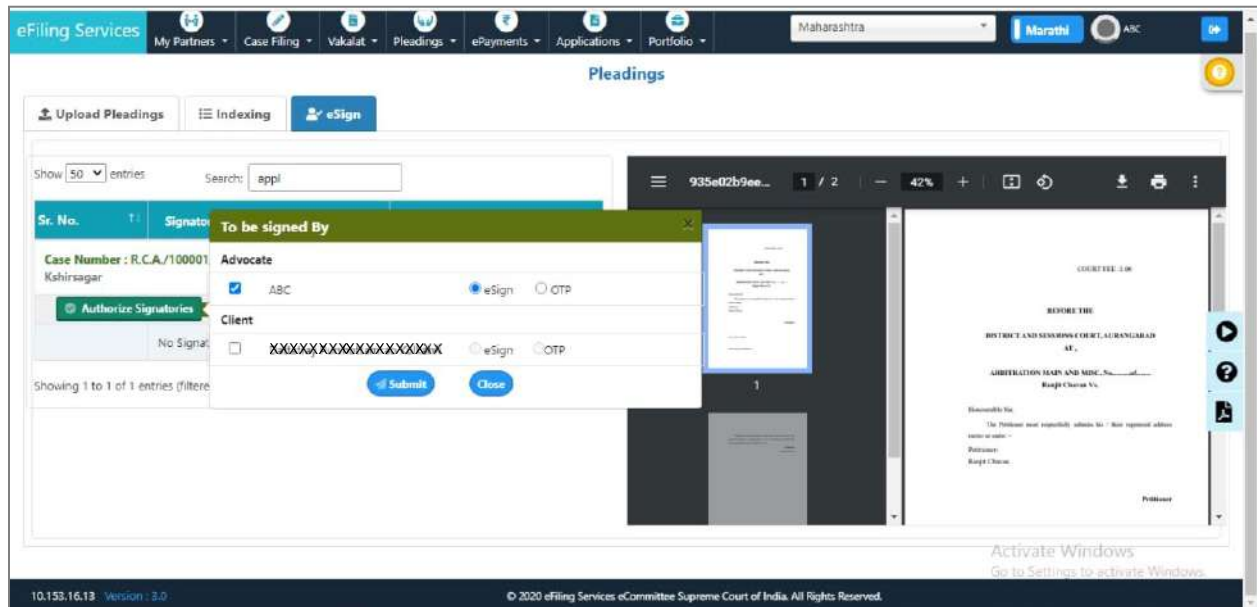 eFiling Services
My Partners Case Filing Vakalat Pleadings ePayments Applications Portfolio Maharashtra Marathi ABC
Pleadings
Upload Pleadings Indexing eSign
Show 50 entries Search: appl
935e02b9ee... 1 / 2 42%
Sr. No. Signato
To be signed By
Case Number : R.C.A./100001
Kshirsagar
Advocate
ABC eSign OTP
Authorize Signatories
Client
No Signat
XXXXXXXXXXXXXXXXXXX eSign OTP
Submit Close
Showing 1 to 1 of 1 entries (filtere
1
COURT FEE
BEFORE THE
DISTRICT AND SESSIONS COURT, AURANGABAD
AT ,
ARBITRATION MAIN AND MISC. No.
Ranjit Chavan Vs.
Honourable Sir,
The Petitioner most respectfully submits his / their registered address
Petitioner:
Ranjit Chavan
Petitioner
Activate Windows
Go to Settings to activate Windows.
10.153.16.13 Version : 3.0 © 2020 eFiling Services eCommittee Supreme Court of India. All Rights Reserved.